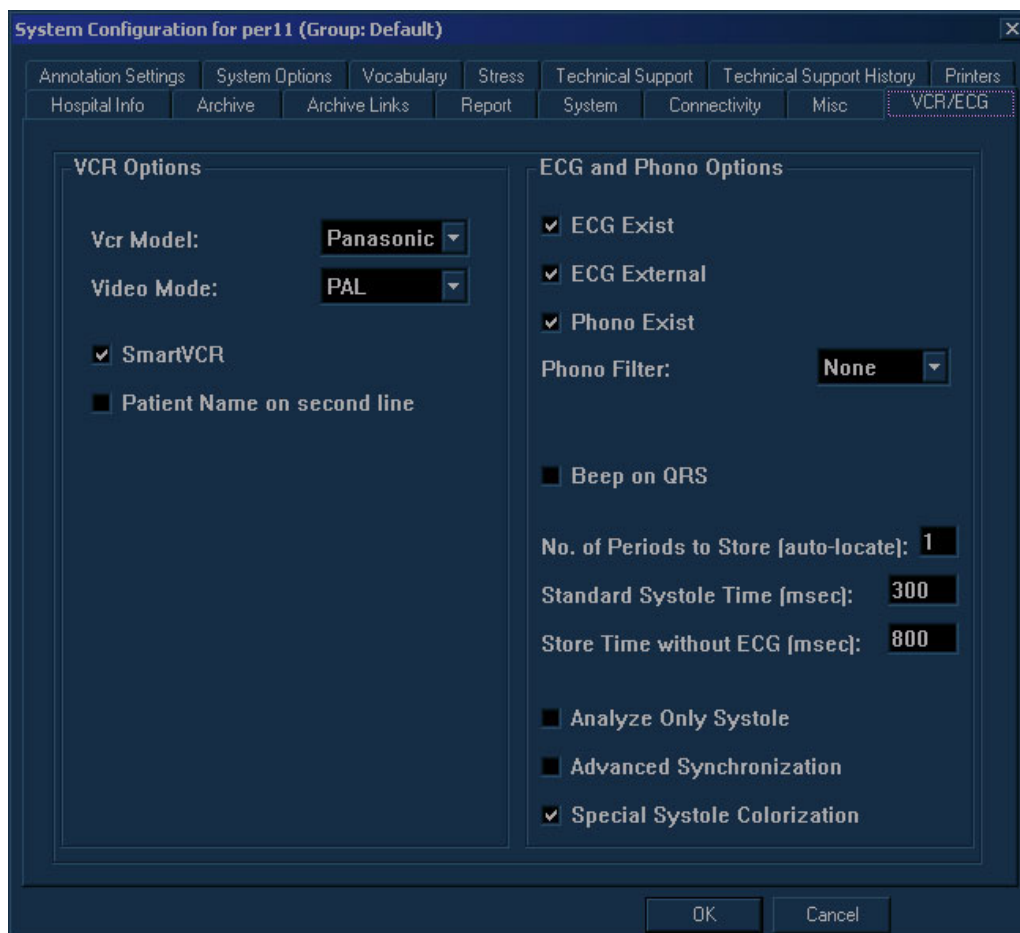 System Configuration for per11 (Group: Default)
Annotation Settings System Options Vocabulary Stress Technical Support Technical Support History Printers
Hospital Info Archive Archive Links Report System Connectivity Misc VCR/ECG
VCR Options
Vcr Model: Panasonic
Video Mode: PAL
SmartVCR
Patient Name on second line
ECG and Phono Options
ECG Exist
ECG External
Phono Exist
Phono Filter: None
Beep on QRS
No. of Periods to Store (auto-locate): 1
Standard Systole Time (msec): 300
Store Time without ECG (msec): 800
Analyze Only Systole
Advanced Synchronization
Special Systole Colorization
OK Cancel